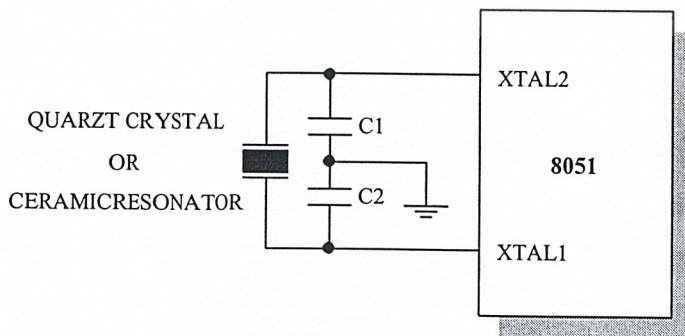 XTAL2
QUARZT CRYSTAL
C1
OR
8051
C2
CERAMICRESONATOR
XTAL1